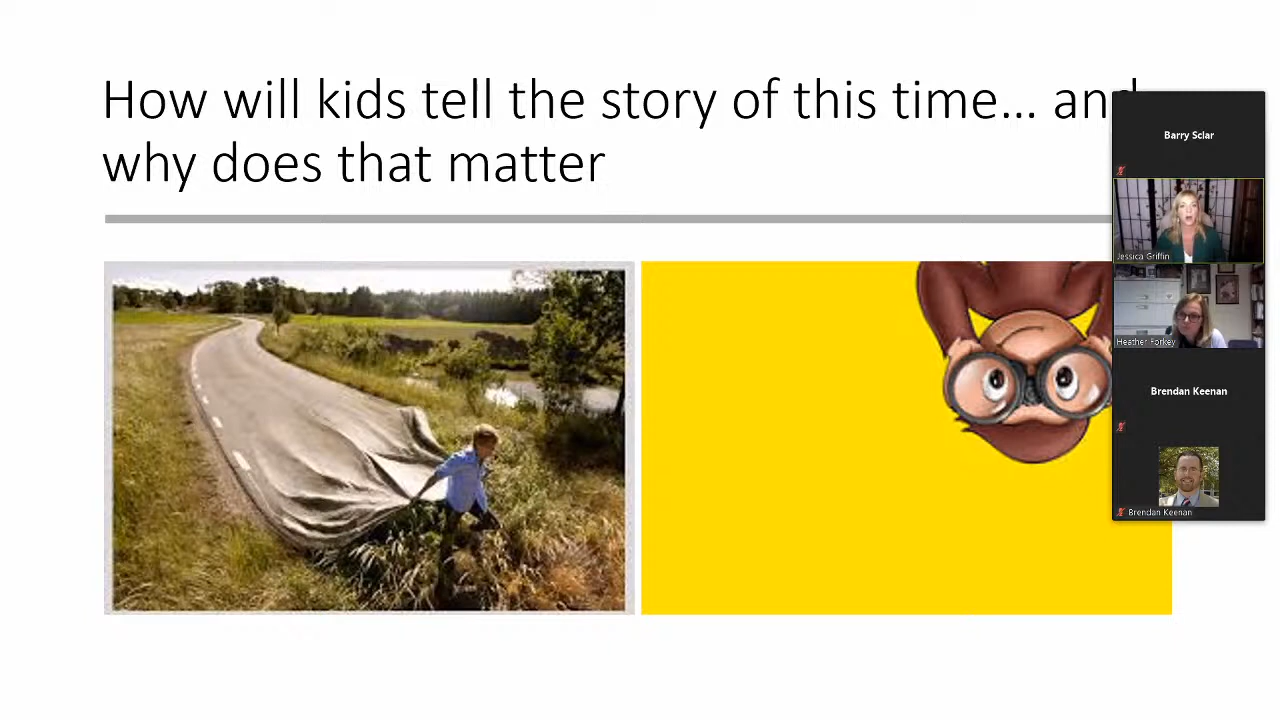 How will kids tell the story of this time... and
why does that matter
Barry Sclar
Jessica Griffin
Heather Forkey
Brendan Keenan
Brendan Keenan